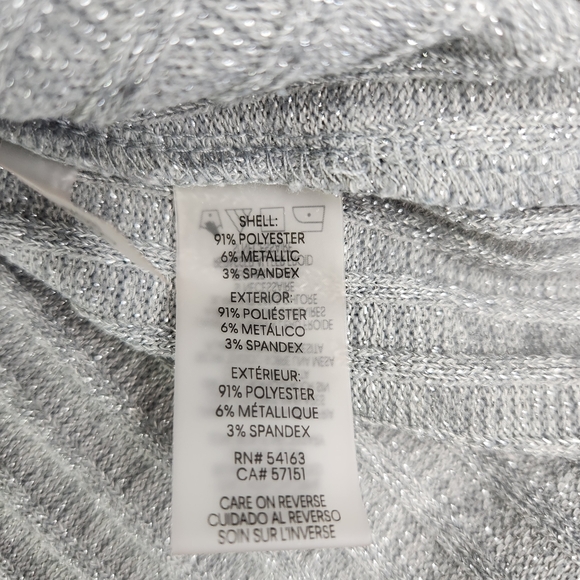 SHELL:
91% POLYESTER
6% METALLIC
3% SPANDEX
EXTERIOR:
91% POLIÉSTER
6% METÁLICO
3% SPANDEX
EXTÉRIEUR:
91% POLYESTER
6% MÉTALLIQUE
3% SPANDEX
RN# 54163
CA# 57151
CARE ON REVERSE
CUIDADO AL REVERSO
SOIN SUR L'INVERSE